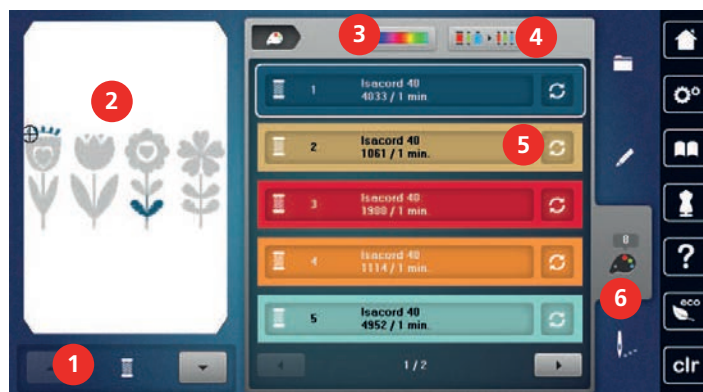 3
4
1
Isacord 40
4033 / 1 min.
2
2
Isacord 40
1061 / 1 min.
5
3
Isacord 40
1980 / 1 min.
4
Isacord 40
1114 / 1 min.
8
?
6
5
Isacord 40
4952 / 1 min.
eco
1
1/2
clr